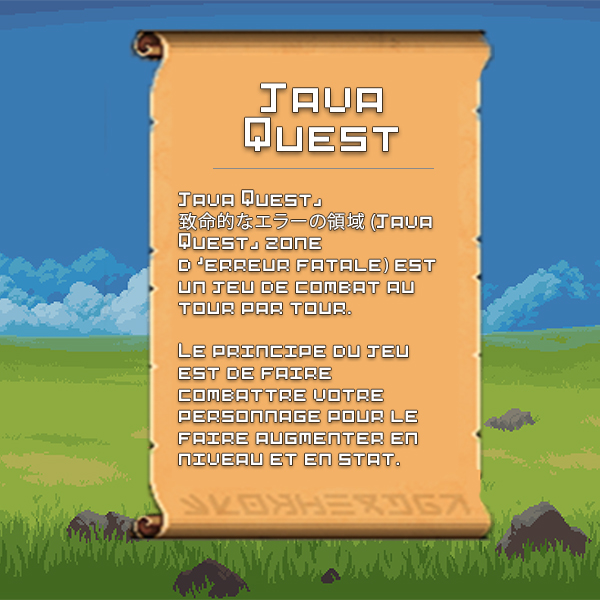 Java
Quest
Java Quest」
致命的なエラーの領域 (Java
Quest」 zone
d'erreur fatale) est
un jeu de combat au
tour par tour.
Le principe du jeu
est de faire
combattre votre
personnage pour le
faire augmenter en
niveau et en stat.